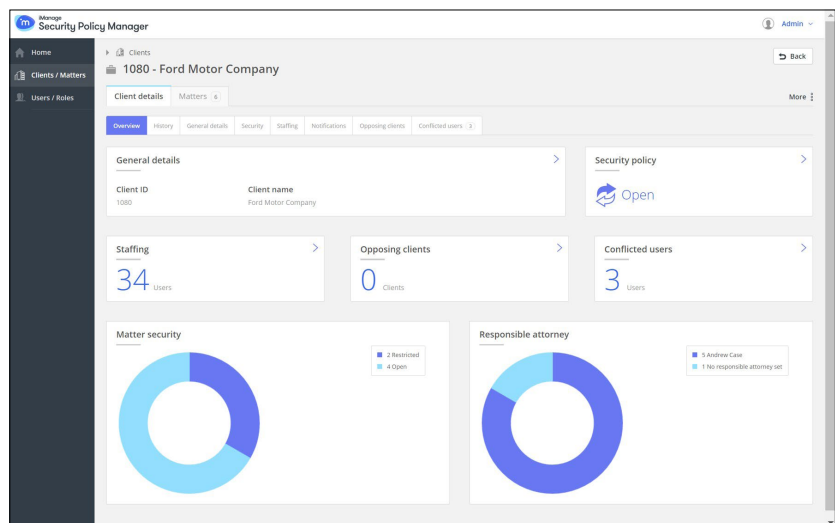 iManage
Security Policy Manager
Admin
Home
Clients / Matters
Users / Roles
Clients
Back
1080 - Ford Motor Company
Client details Matters 6
More
Overview History General details Security Staffing Notifications Opposing clients Conflicted users 3
General details
Client ID Client name
1080 Ford Motor Company
Security policy
Open
Staffing
34 Users
Opposing clients
0 Clients
Conflicted users
3 Users
Matter security
2 Restricted
4 Open
Responsible attorney
5 Andrew Case
1 No responsible attorney set